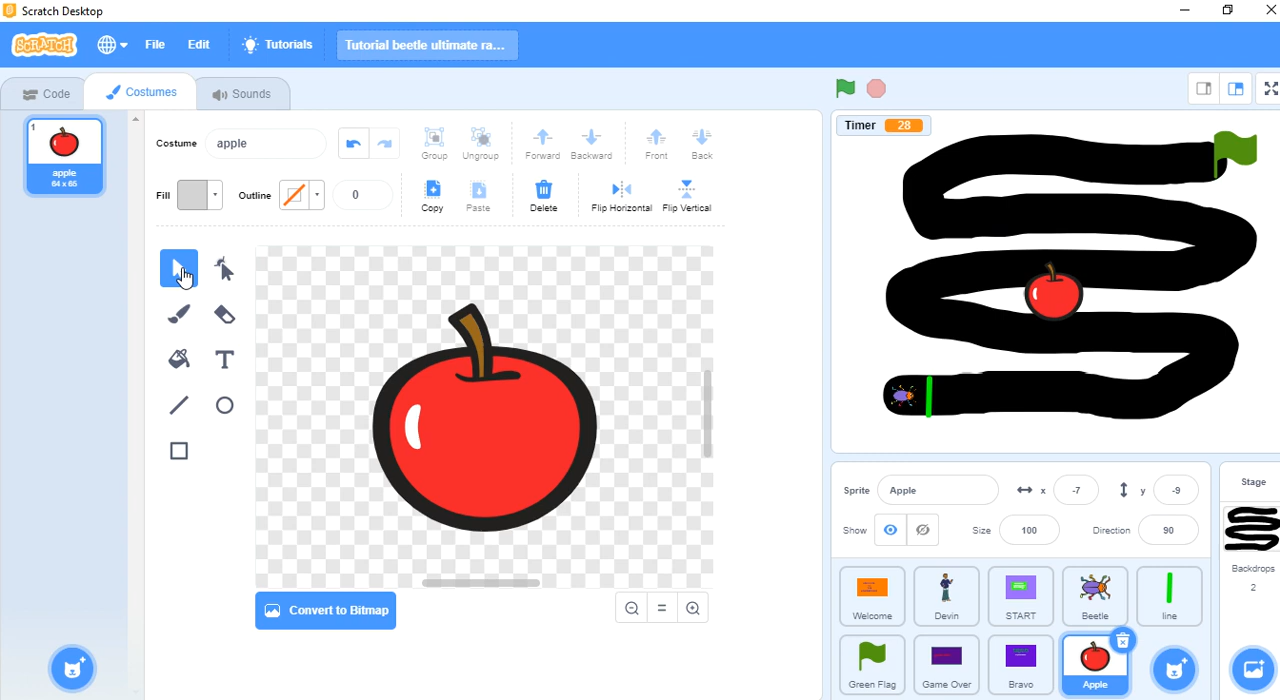 Scratch Desktop
SCRATCH
File
Edit
Tutorials
Tutorial beetle ultimate ra...
Code
Costumes
Sounds
1
apple
64 x 65
Costume
apple
Group
Ungroup
Forward
Backward
Front
Back
Fill
Outline
0
Copy
Paste
Delete
Flip Horizontal
Flip Vertical
T
Convert to Bitmap
Timer 28
Sprite
Apple
x
-7
y
-9
Show
Size
100
Direction
90
Stage
Backdrops
2
Welcome
Devin
START
Beetle
line
Green Flag
Game Over
Bravo
Apple